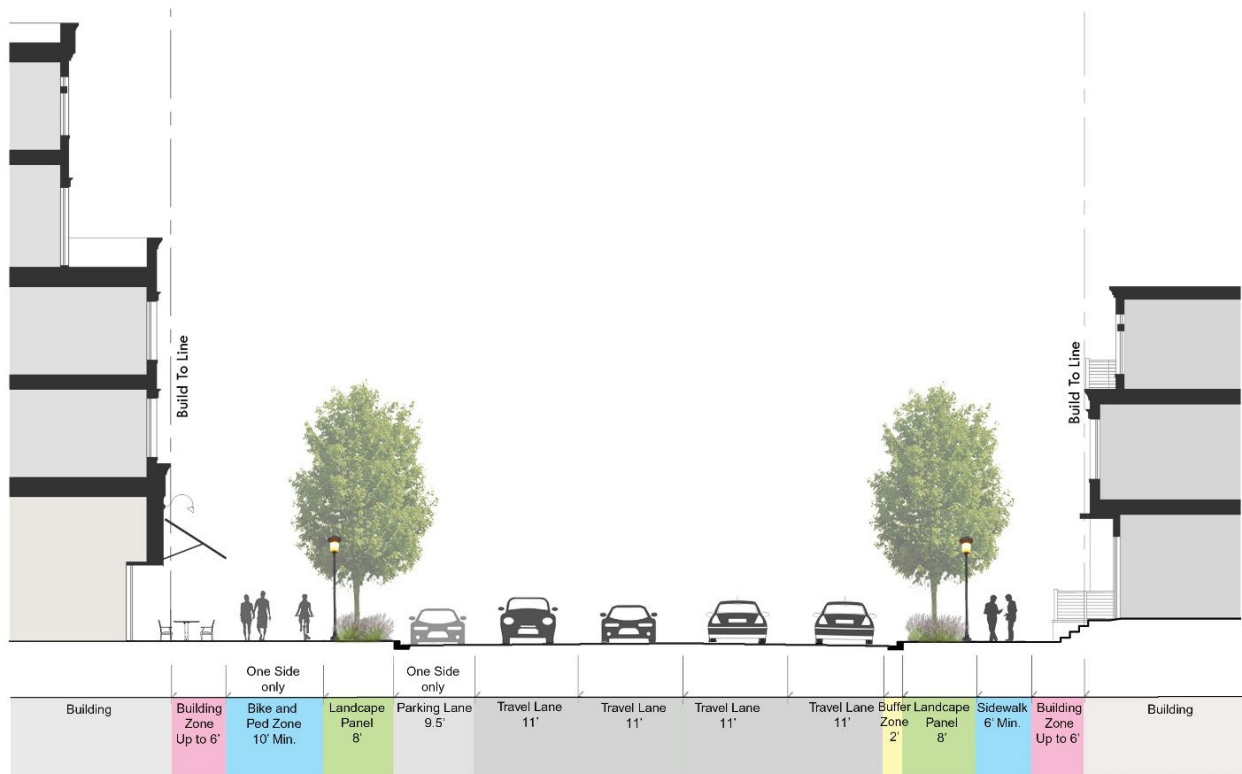 Build To Line
Build To Line
One Side
only
One Side
only
Building
Building
Zone
Up to 6'
Bike and
Ped Zone
10' Min.
Landscape
Panel
8'
Parking Lane
9.5'
Travel Lane
11'
Travel Lane
11'
Travel Lane
11'
Travel Lane
11'
Buffer
Zone
2'
Landscape
Panel
8'
Sidewalk
6' Min.
Building
Zone
Up to 6'
Building